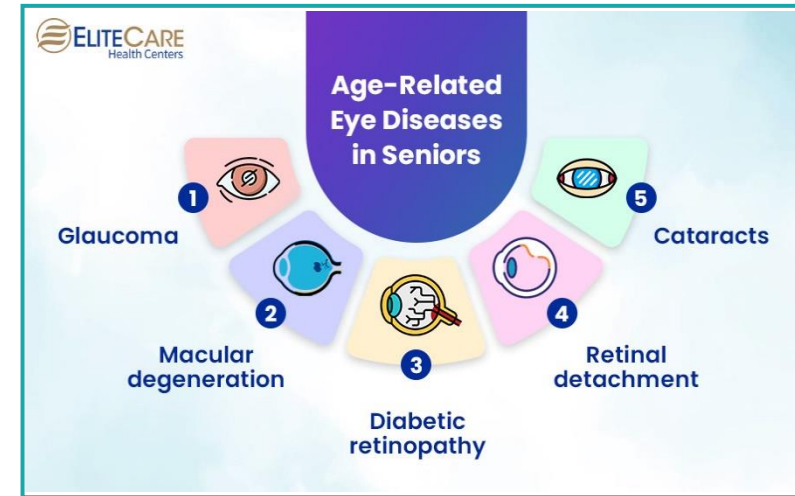 ELITECARE
Health Centers
Age-Related
Eye Diseases
in Seniors
1
Glaucoma
2
Macular
degeneration
3
Diabetic
retinopathy
4
Retinal
detachment
5
Cataracts